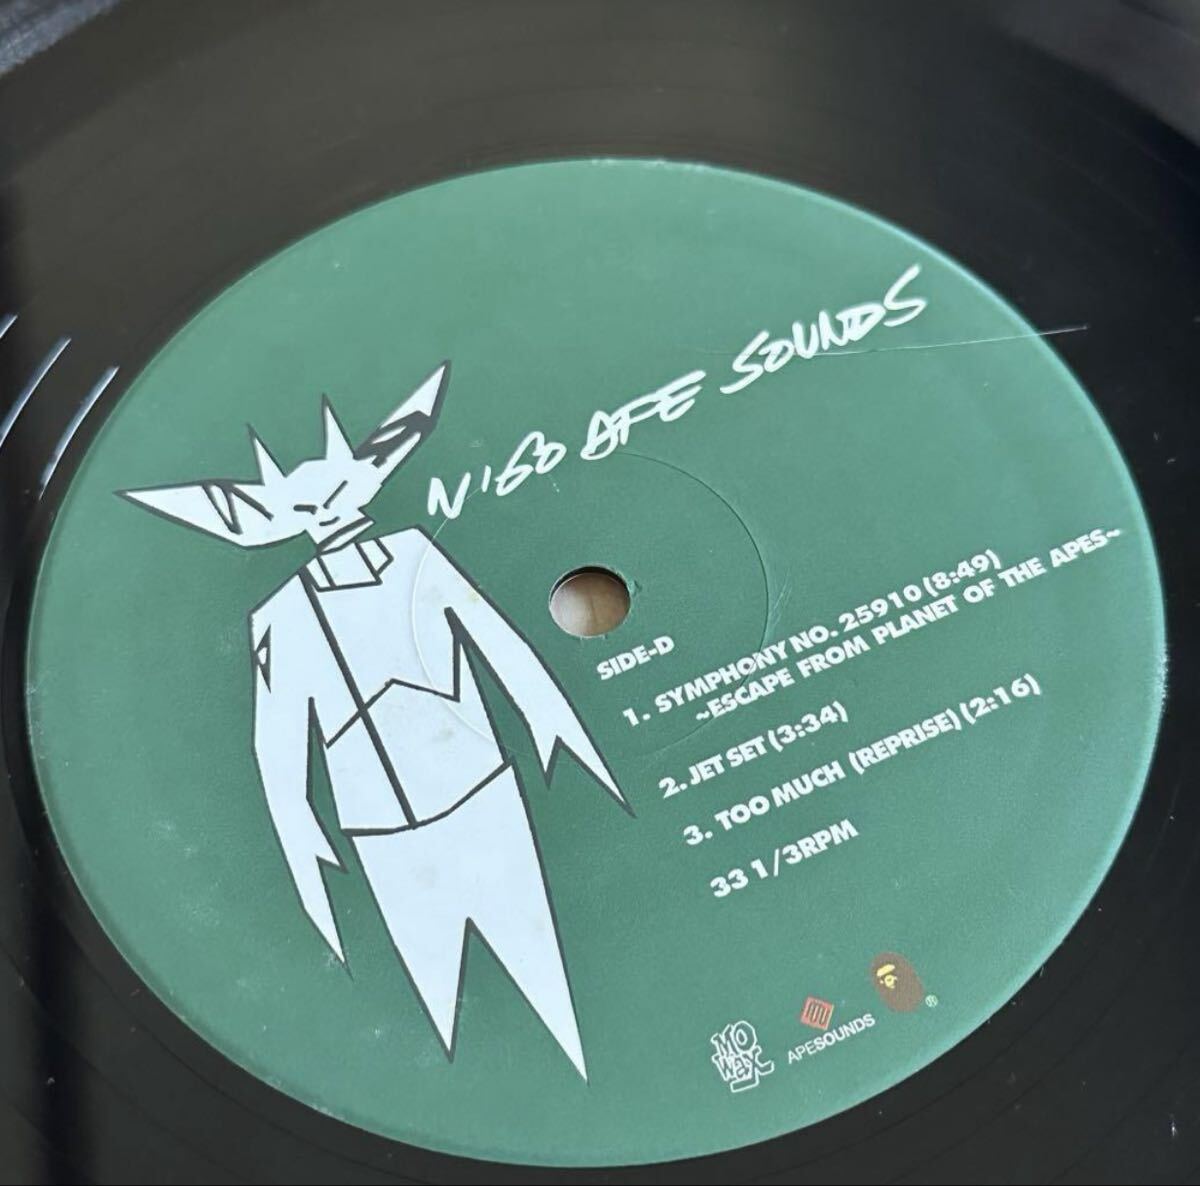 N'GO APE SOUNDS
SIDE-D
1. SYMPHONY NO. 25910 (8:49)
~ESCAPE FROM PLANET OF THE APES~
2. JET SET (3:34)
3. TOO MUCH (REPRISE) (2:16)
33 1/3RPM
MO
WAX
APESOUNDS
®